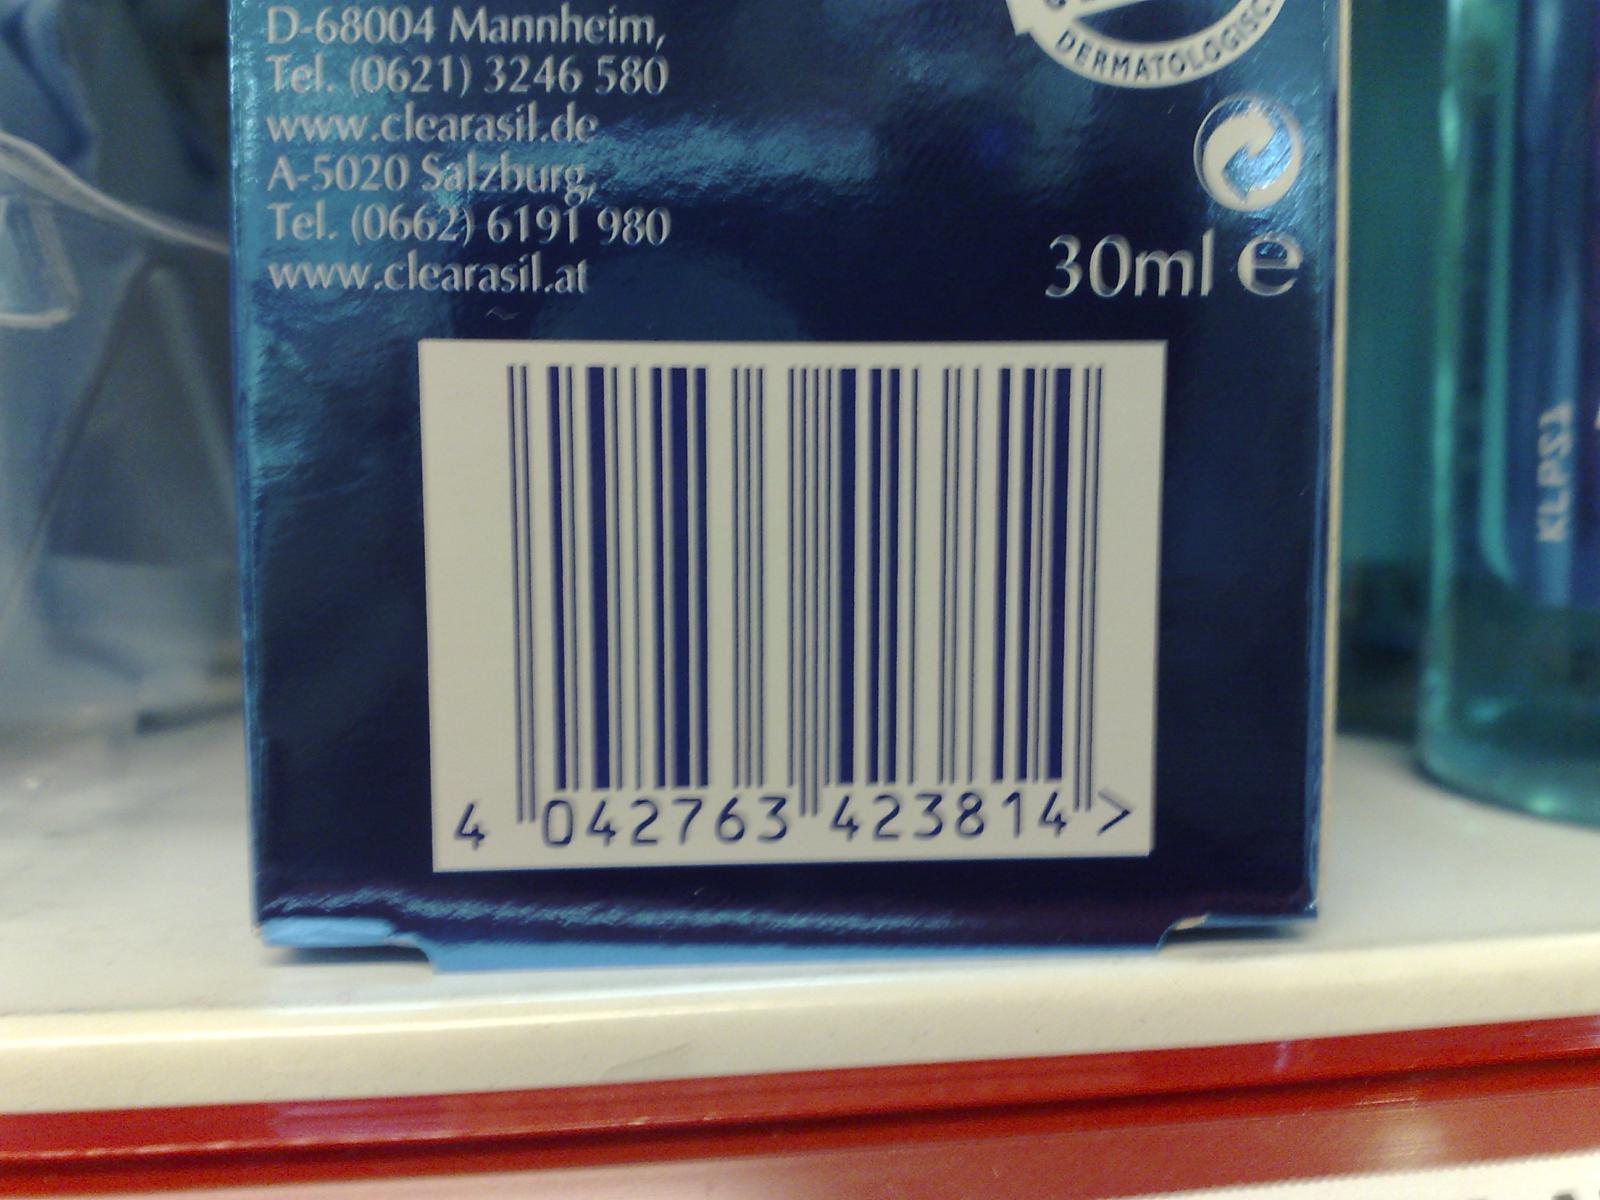 D-68004 Mannheim,
Tel. (0621) 3246 580
www.clearasil.de
A-5020 Salzburg,
Tel. (0662) 6191 980
www.clearasil.at
DERMATOLOGISCH
30ml e
4 042763 423814 >